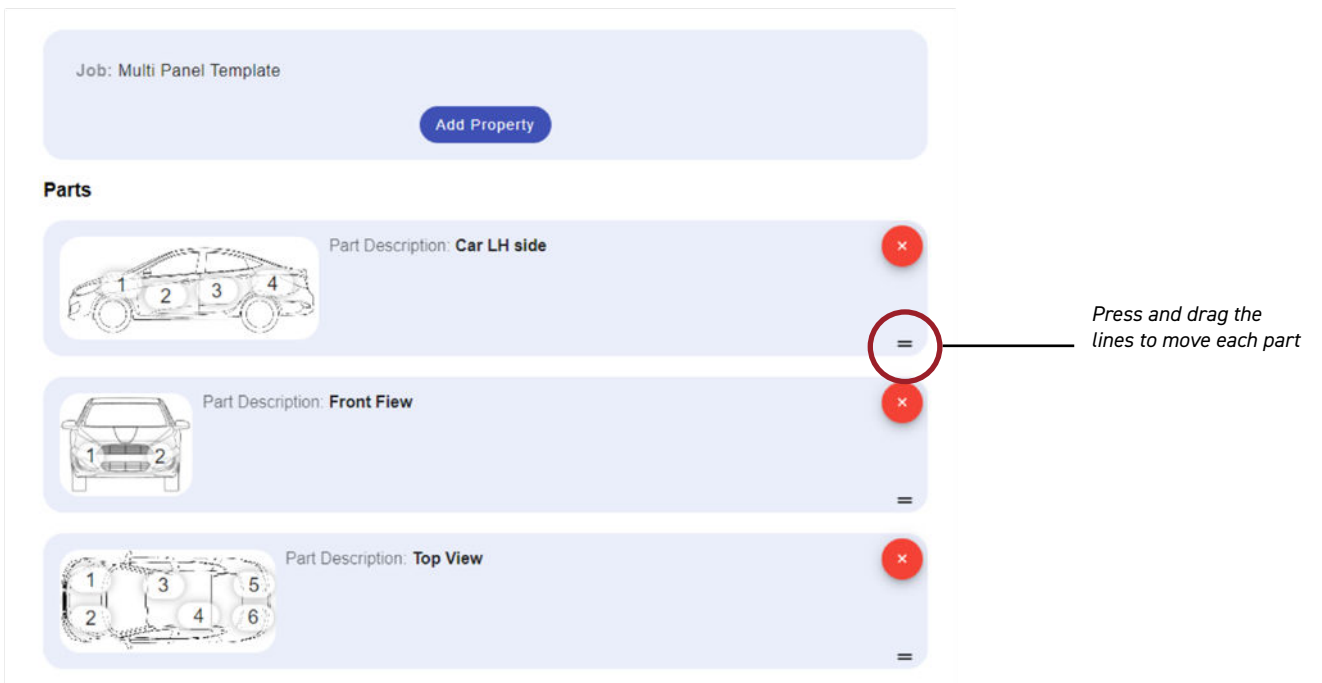 Job: Multi Panel Template
Add Property
Parts
Part Description: Car LH side
1 2 3 4
Press and drag the
lines to move each part
Part Description: Front Fiew
1 2
Part Description: Top View
1 3 5
2 4 6